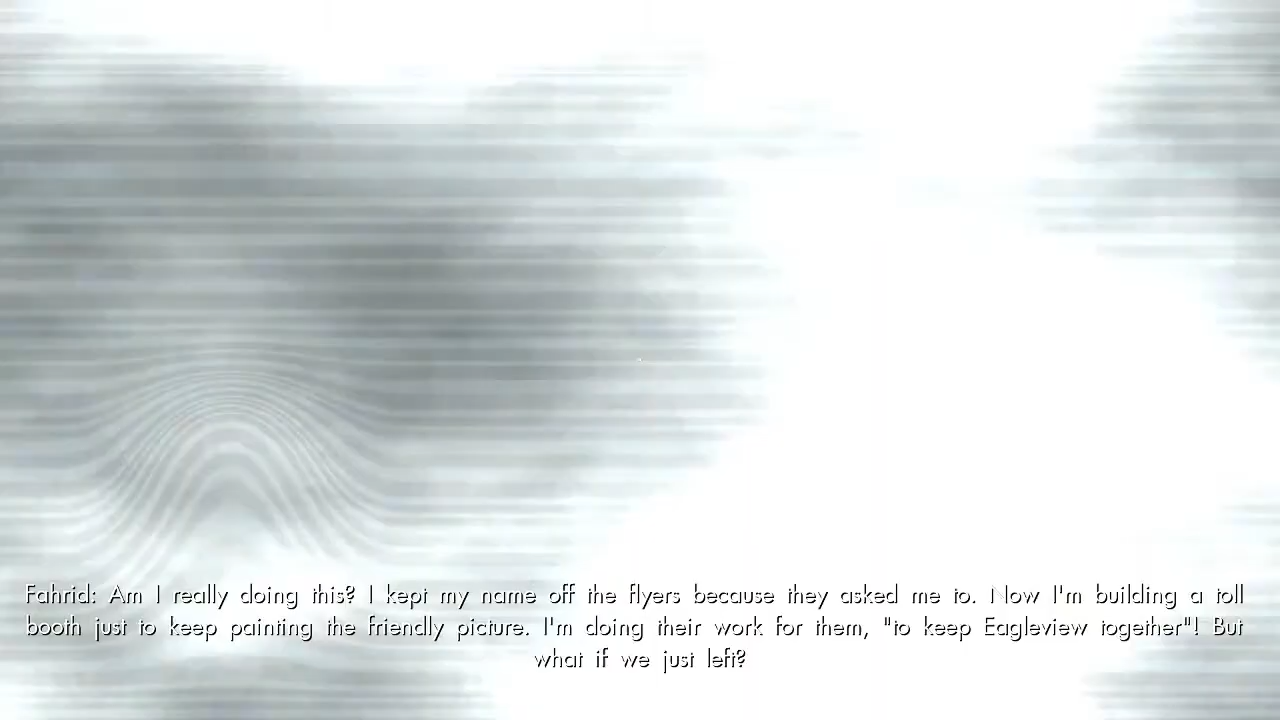 Fahrid: Am I really doing this? I kept my name off the flyers because they asked me to. Now I'm building a toll
booth just to keep painting the friendly picture. I'm doing their work for them, "to keep Eagleview together"! But
what if we just left?